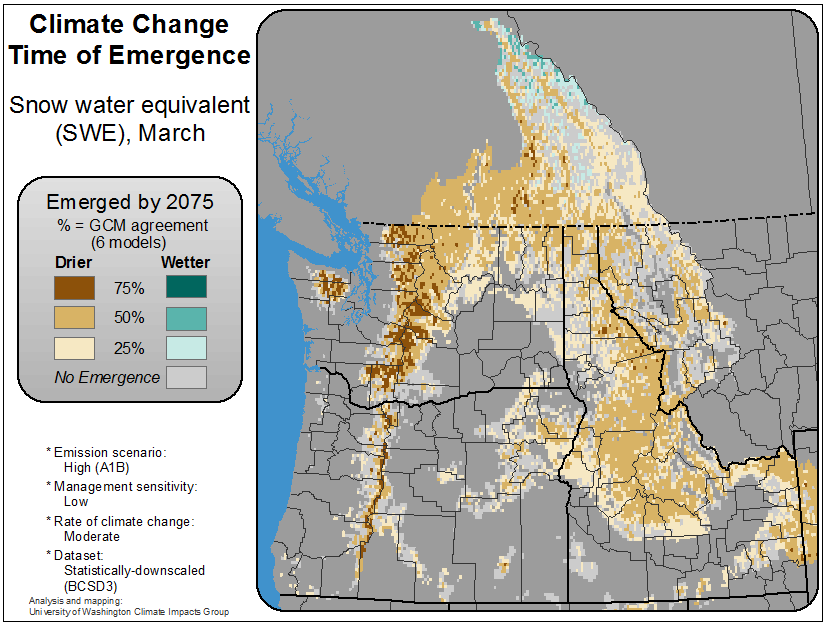 Climate Change
Time of Emergence
Snow water equivalent
(SWE), March
Emerged by 2075
% = GCM agreement
(6 models)
Drier Wetter
75%
50%
25%
No Emergence
* Emission scenario:
High (A1B)
* Management sensitivity:
Low
* Rate of climate change:
Moderate
* Dataset:
Statistically-downscaled
(BCSD3)
Analysis and mapping:
University of Washington Climate Impacts Group